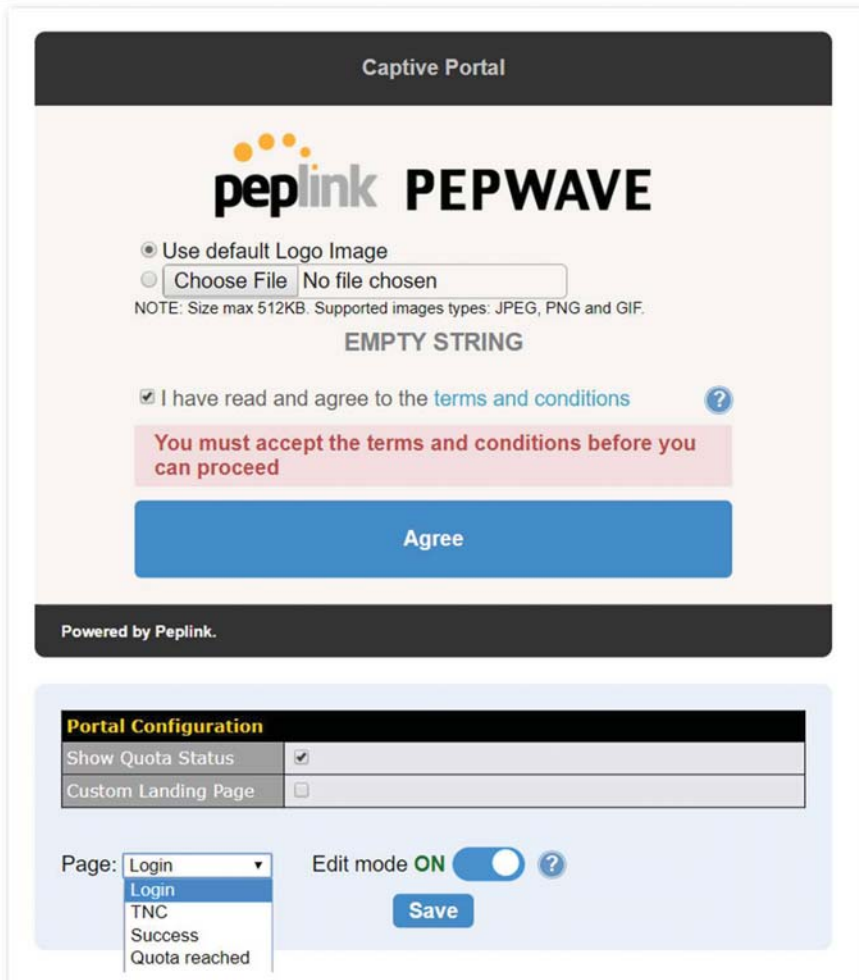 Captive Portal
peplink PEPWAVE
Use default Logo Image
Choose File No file chosen
NOTE: Size max 512KB. Supported images types: JPEG, PNG and GIF.
EMPTY STRING
I have read and agree to the terms and conditions ?
You must accept the terms and conditions before you
can proceed
Agree
Powered by Peplink.
Portal Configuration
Show Quota Status
Custom Landing Page
Page: Login Edit mode ON ?
Login
TNC
Save
Success
Quota reached